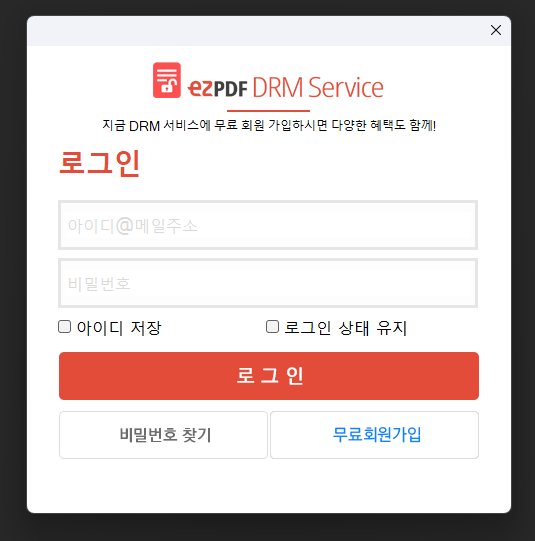 ezPDF DRM Service
지금 DRM 서비스에 무료 회원 가입하시면 다양한 혜택도 함께!
로그인
아이디@메일주소
비밀번호
아이디 저장 로그인 상태 유지
로 그 인
비밀번호 찾기 무료회원가입